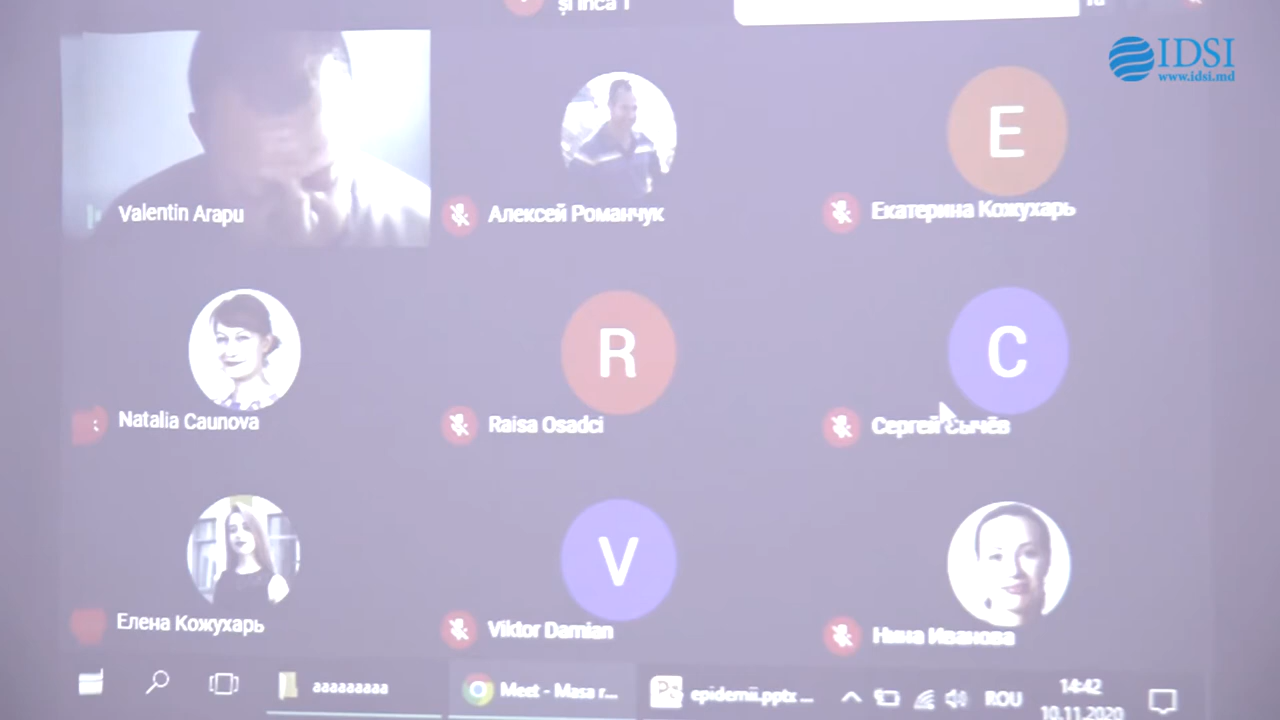 și încă 1
IDSI
www.idsi.md
Valentin Arapu
Алексей Романчук
E
Екатерина Кожухарь
Natalia Caunova
R
Raisa Osadci
C
Сергей Сычёв
Елена Кожухарь
V
Viktor Damian
Нина Иванова
aaaaaaaaa
Meet - Masa r...
epidemii.pptx ...
ROU
14:42
10.11.2020